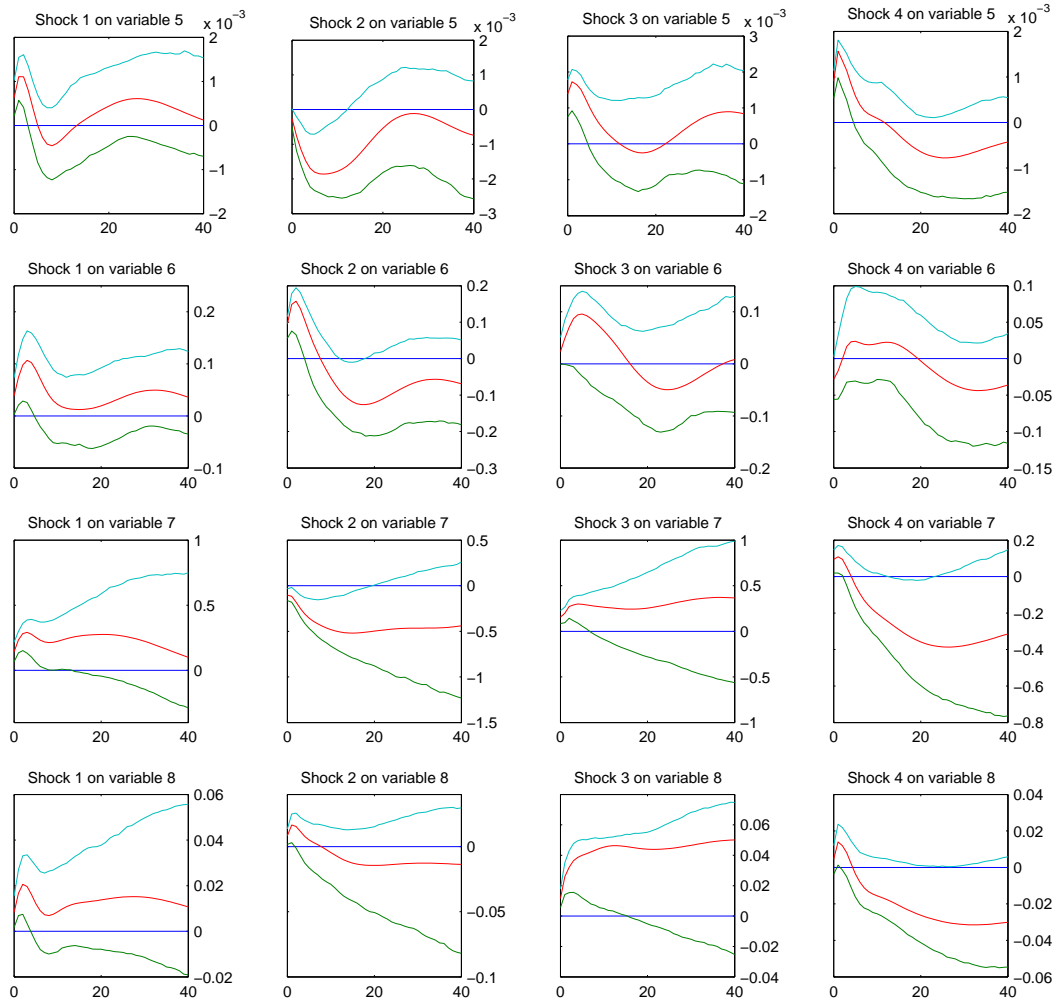 Shock 1 on variable 5
x 10⁻³
2
1
0
−1
−2
0 20 40
Shock 2 on variable 5
x 10⁻³
2
1
0
−1
−2
−3
0 20 40
Shock 3 on variable 5
x 10⁻³
3
2
1
0
−1
−2
0 20 40
Shock 4 on variable 5
x 10⁻³
2
1
0
−1
−2
0 20 40
Shock 1 on variable 6
0.2
0.1
0
−0.1
0 20 40
Shock 2 on variable 6
0.2
0.1
0
−0.1
−0.2
−0.3
0 20 40
Shock 3 on variable 6
0.1
0
−0.1
−0.2
0 20 40
Shock 4 on variable 6
0.1
0.05
0
−0.05
−0.1
−0.15
0 20 40
Shock 1 on variable 7
1
0.5
0
0 20 40
Shock 2 on variable 7
0.5
0
−0.5
−1
−1.5
0 20 40
Shock 3 on variable 7
1
0.5
0
−0.5
−1
0 20 40
Shock 4 on variable 7
0.2
0
−0.2
−0.4
−0.6
−0.8
0 20 40
Shock 1 on variable 8
0.06
0.04
0.02
0
−0.02
0 20 40
Shock 2 on variable 8
0
−0.05
−0.1
0 20 40
Shock 3 on variable 8
0.06
0.04
0.02
0
−0.02
−0.04
0 20 40
Shock 4 on variable 8
0.04
0.02
0
−0.02
−0.04
−0.06
0 20 40